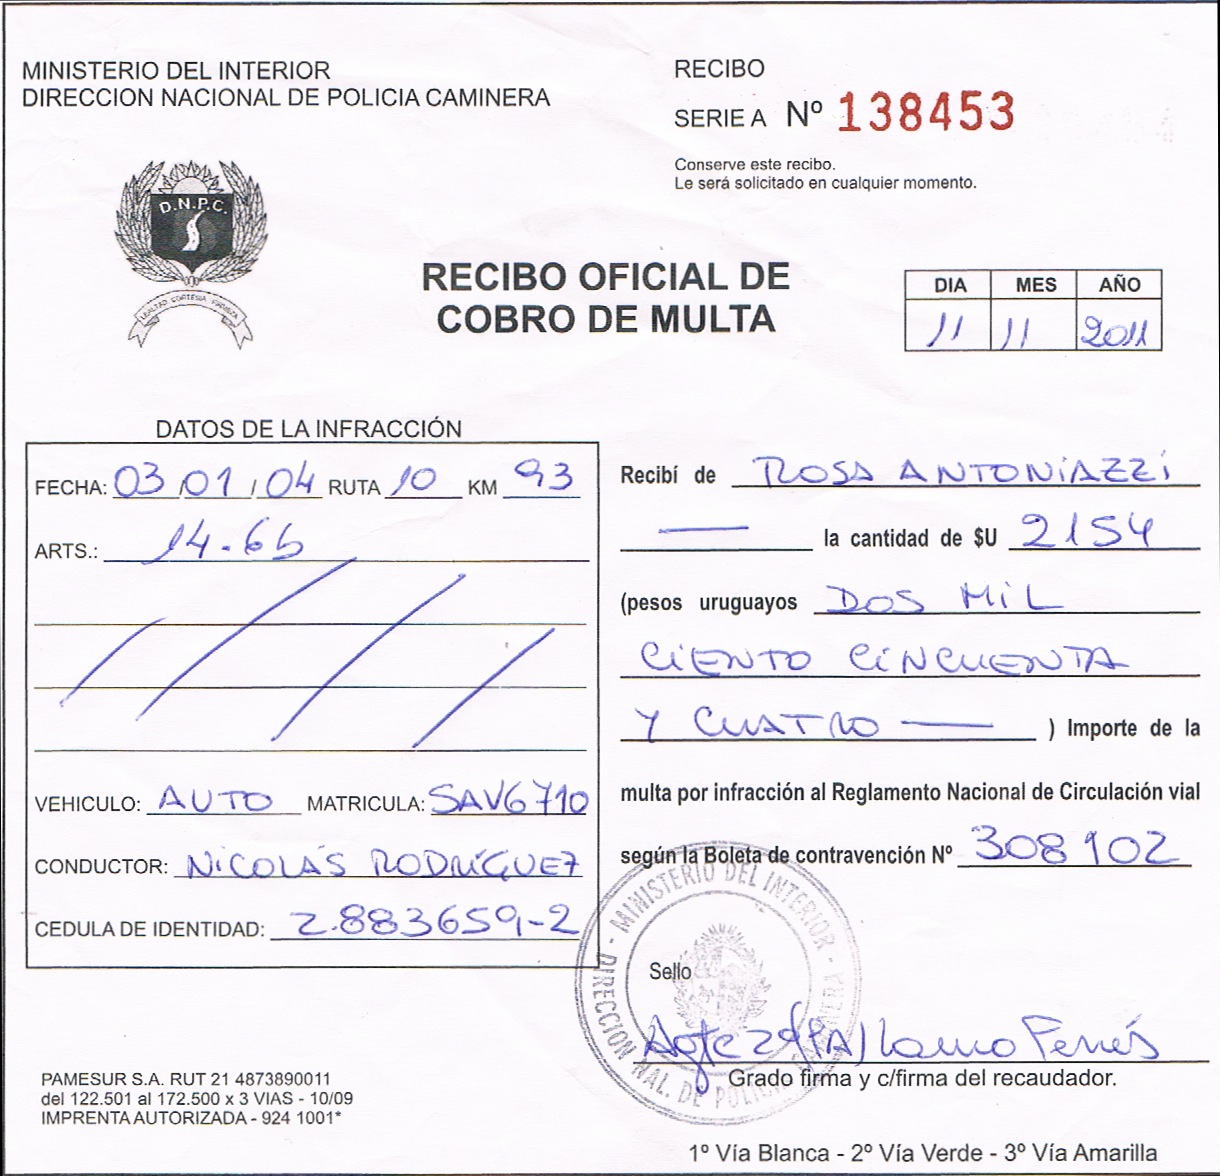 MINISTERIO DEL INTERIOR
DIRECCION NACIONAL DE POLICIA CAMINERA
RECIBO
SERIE A Nº 138453
Conserve este recibo.
Le será solicitado en cualquier momento.
D.N.P.C.
LEALTAD CORTESIA FIRMEZA
RECIBO OFICIAL DE
COBRO DE MULTA
DIA MES AÑO
11 11 2011
DATOS DE LA INFRACCIÓN
FECHA: 03/01/04 RUTA 10 KM 93
ARTS.: 14.6b
VEHICULO: AUTO MATRICULA: SAV6710
CONDUCTOR: NICOLÁS RODRÍGUEZ
CEDULA DE IDENTIDAD: 2.883659-2
Recibí de ROSA ANTONIAZZI
la cantidad de $U 2154
(pesos uruguayos DOS MIL
CIENTO CINCUENTA
Y CUATRO ) Importe de la
multa por infracción al Reglamento Nacional de Circulación vial
según la Boleta de contravención Nº 308102
- MINISTERIO DEL INTERIOR - DIRECCION NAL. DE POLICIA CAMINERA
Sello
Grado firma y c/firma del recaudador.
PAMESUR S.A. RUT 21 4873890011
del 122.501 al 172.500 x 3 VIAS - 10/09
IMPRENTA AUTORIZADA - 924 1001*
1º Vía Blanca - 2º Vía Verde - 3º Vía Amarilla